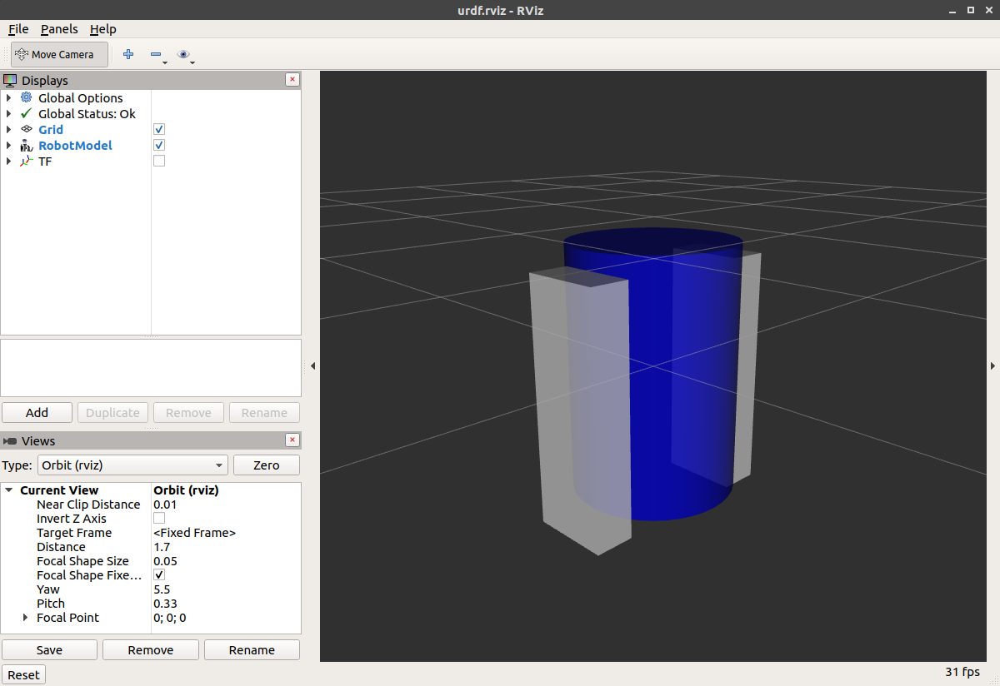 urdf.rviz - RViz
File Panels Help
Move Camera
Displays
Global Options
Global Status: Ok
Grid
RobotModel
TF
Add Duplicate Remove Rename
Views
Type: Orbit (rviz) Zero
Current View Orbit (rviz)
Near Clip Distance 0.01
Invert Z Axis
Target Frame <Fixed Frame>
Distance 1.7
Focal Shape Size 0.05
Focal Shape Fixe...
Yaw 5.5
Pitch 0.33
Focal Point 0; 0; 0
Save Remove Rename
Reset 31 fps